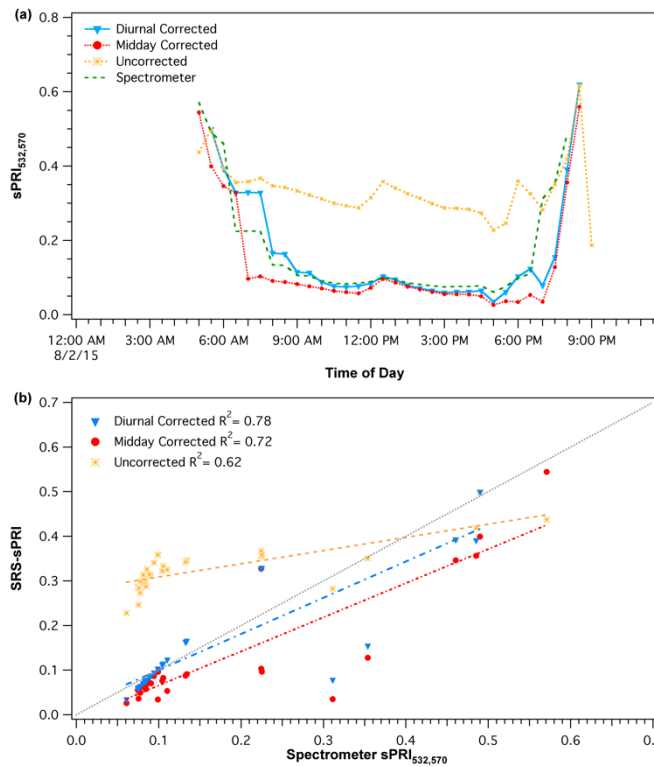 (a)
0.8
Diurnal Corrected
Midday Corrected
Uncorrected
Spectrometer
0.6
0.4
0.2
0.0
sPRI532,570
12:00 AM 3:00 AM 6:00 AM 9:00 AM 12:00 PM 3:00 PM 6:00 PM 9:00 PM
8/2/15
Time of Day
(b)
0.7
Diurnal Corrected R²= 0.78
Midday Corrected R²= 0.72
Uncorrected R²= 0.62
0.6
0.5
0.4
0.3
0.2
0.1
0.0
SRS-sPRI
0.0 0.1 0.2 0.3 0.4 0.5 0.6
Spectrometer sPRI532,570